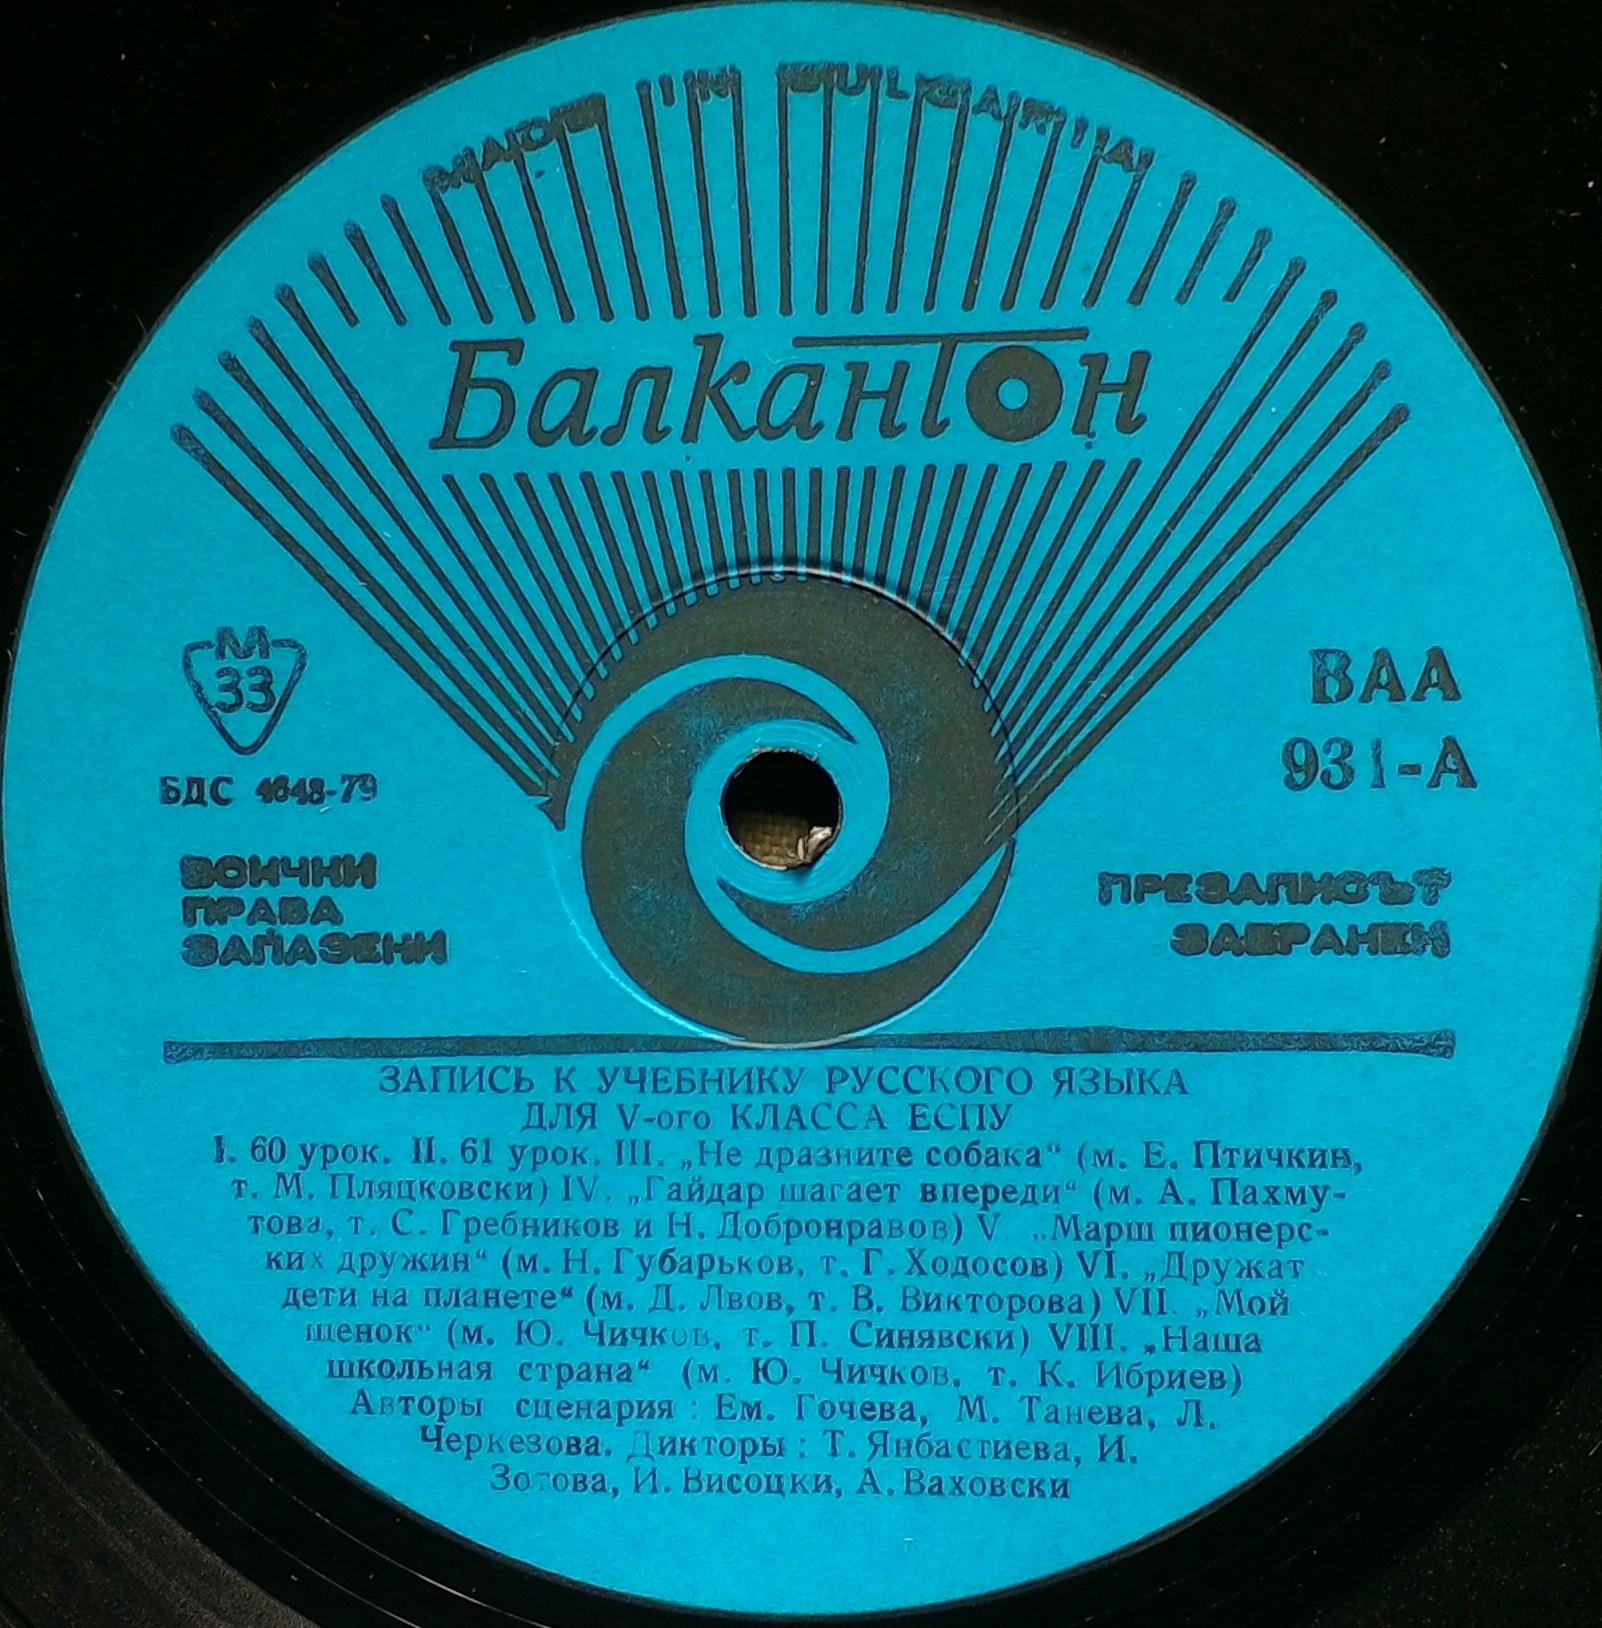 MADE IN BULGARIA
Балкантон
М
33
БДС 4648-79
ВСИЧКИ
ПРАВА
ЗАПАЗЕНИ
ВАА
931-А
ПРЕЗАПИСЪТ
ЗАБРАНЕН
ЗАПИСЬ К УЧЕБНИКУ РУССКОГО ЯЗЫКА
ДЛЯ V-ого КЛАССА ЕСПУ
I. 60 урок. II. 61 урок. III. „Не дразните собака“ (м. Е. Птичкин,
т. М. Пляцковски) IV. „Гайдар шагает впереди“ (м. А. Пахму-
това, т. С. Гребников и Н. Добронравов) V „Марш пионерс-
ких дружин“ (м. Н. Губарьков, т. Г. Ходосов) VI. „Дружат
дети на планете“ (м. Д. Лвов, т. В. Викторова) VII. „Мой
щенок“ (м. Ю. Чичков, т. П. Синявски) VIII. „Наша
школьная страна“ (м. Ю. Чичков, т. К. Ибриев)
Авторы сценария : Ем. Гочева, М. Танева, Л.
Черкезова. Дикторы : Т. Янбастиева, И.
Зотова, И. Височки, А. Ваховски